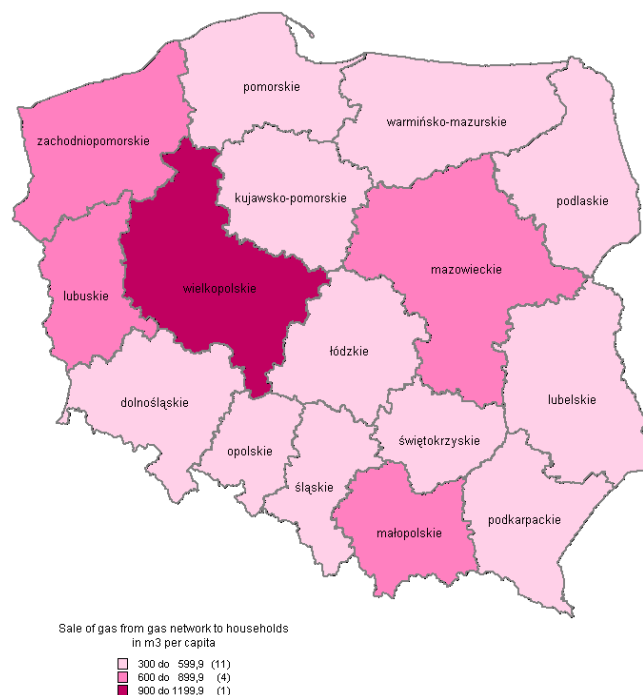 pomorskie
warmińsko-mazurskie
zachodniopomorskie
podlaskie
kujawsko-pomorskie
mazowieckie
lubuskie
wielkopolskie
łódzkie
lubelskie
dolnośląskie
świętokrzyskie
opolskie
śląskie
podkarpackie
małopolskie
Sale of gas from gas network to households
in m3 per capita
300 do 599,9 (11)
600 do 899,9 (4)
900 do 1199,9 (1)